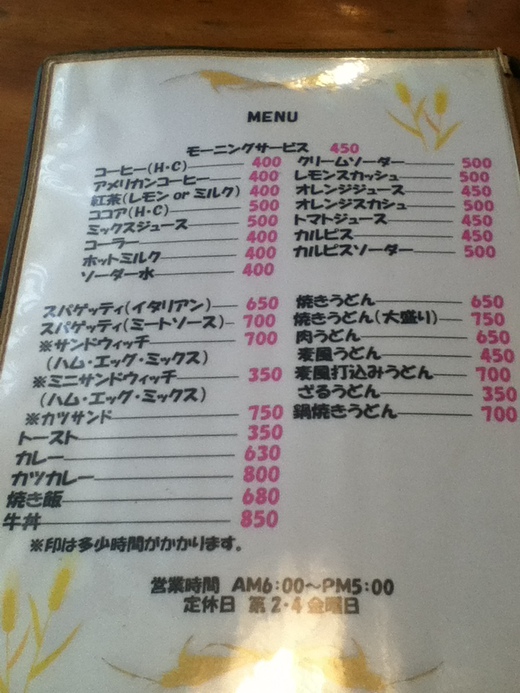 MENU
モーニングサービス 450
コーヒー(H・C) 400
アメリカンコーヒー 400
紅茶(レモン or ミルク) 400
ココア(H・C) 500
ミックスジュース 500
コーラー 400
ホットミルク 400
ソーダー水 400
クリームソーダー 500
レモンスカッシュ 500
オレンジジュース 450
オレンジスカシュ 500
トマトジュース 450
カルピス 450
カルピスソーダー 500
スパゲッティ(イタリアン) 650
スパゲッティ(ミートソース) 700
※サンドウィッチ 700
(ハム・エッグ・ミックス)
※ミニサンドウィッチ 350
(ハム・エッグ・ミックス)
※カツサンド 750
トースト 350
カレー 630
カツカレー 800
焼き飯 680
牛丼 850
焼きうどん 650
焼きうどん(大盛り) 750
肉うどん 650
麦風うどん 450
麦風打込みうどん 700
ざるうどん 350
鍋焼きうどん 700
※印は多少時間がかかります。
営業時間 AM6:00～PM5:00
定休日 第2・4金曜日